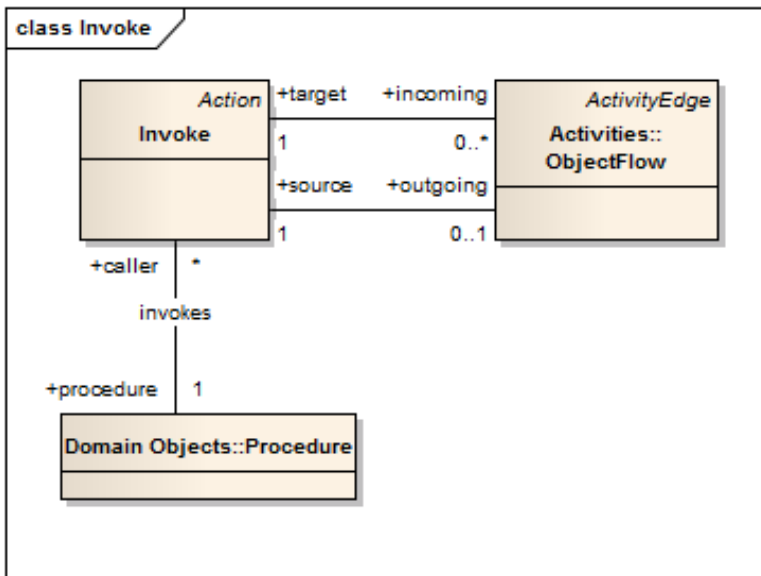 class Invoke
Action
Invoke
+target
+incoming
1
0..*
+source
+outgoing
1
0..1
ActivityEdge
Activities::
ObjectFlow
+caller
*
invokes
+procedure
1
Domain Objects::Procedure